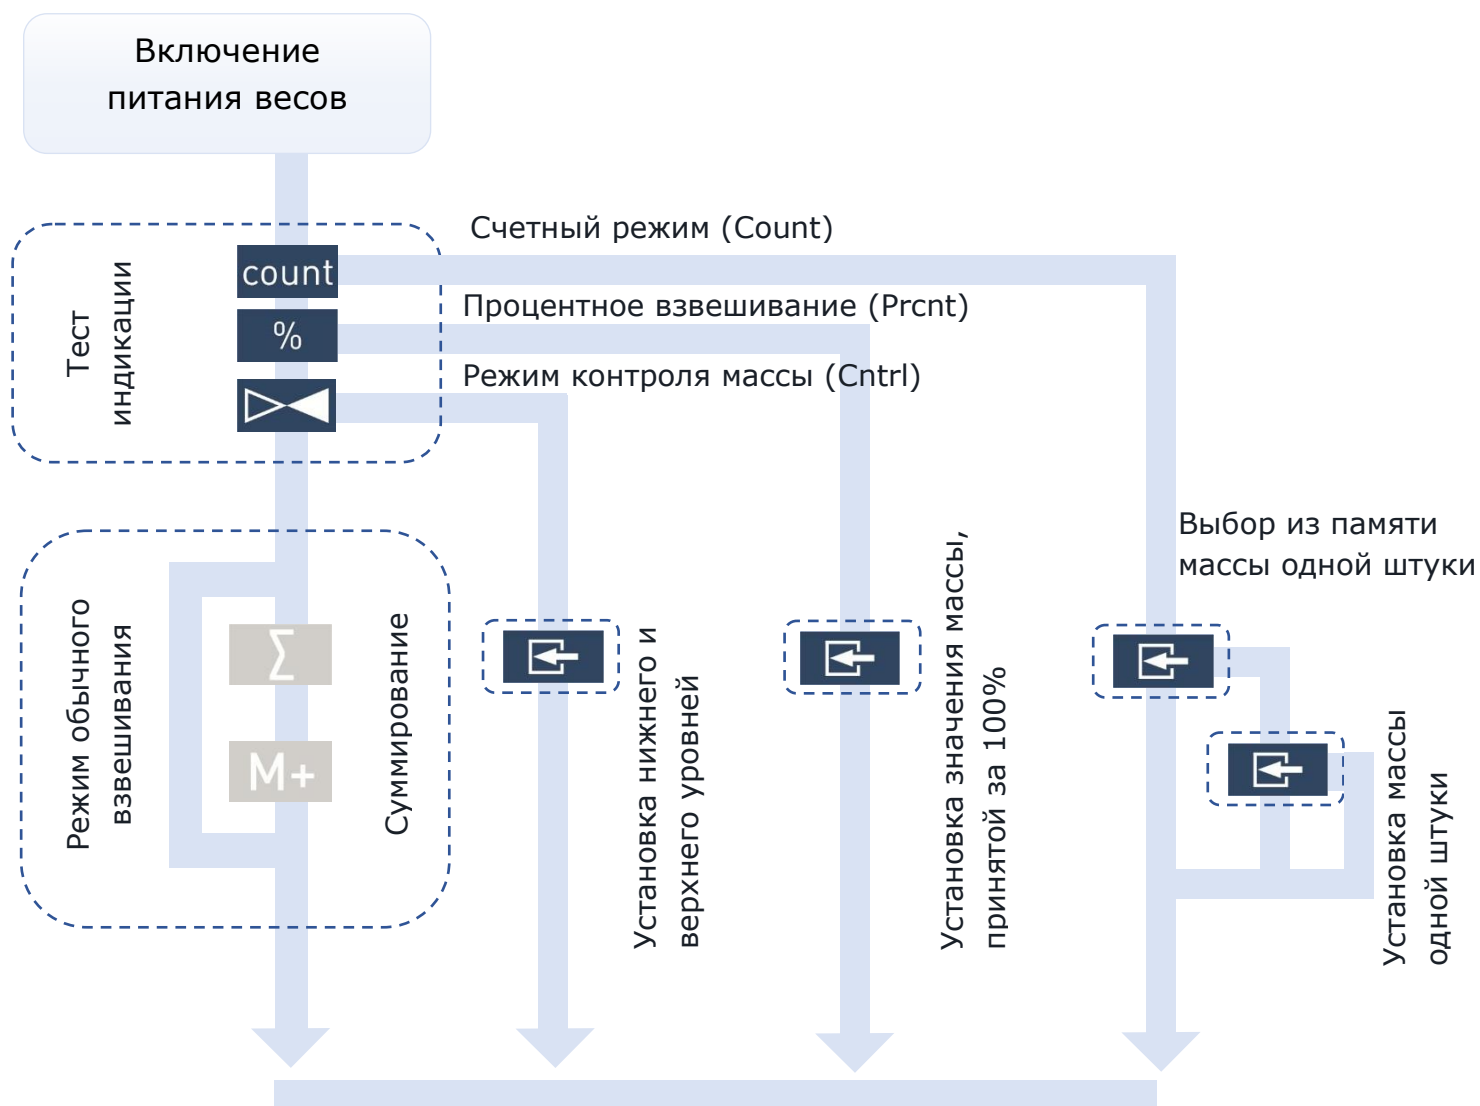 Включение
питания весов
Счетный режим (Count)
Тест
индикации
count
Процентное взвешивание (Prcnt)
%
Режим контроля массы (Cntrl)
Выбор из памяти
массы одной штуки
Режим обычного
взвешивания
Σ
M+
Суммирование
Установка нижнего и
верхнего уровней
Установка значения массы,
принятой за 100%
Установка массы
одной штуки